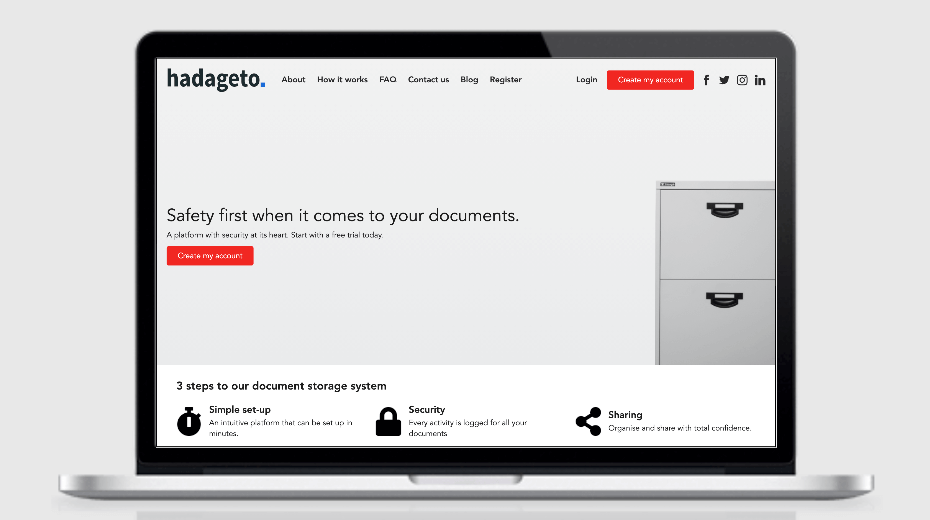 hadageto.
About How it works FAQ Contact us Blog Register Login Create my account
Safety first when it comes to your documents.
A platform with security at its heart. Start with a free trial today.
Create my account
3 steps to our document storage system
Simple set-up
An intuitive platform that can be set up in
minutes.
Security
Every activity is logged for all your
documents
Sharing
Organise and share with total confidence.